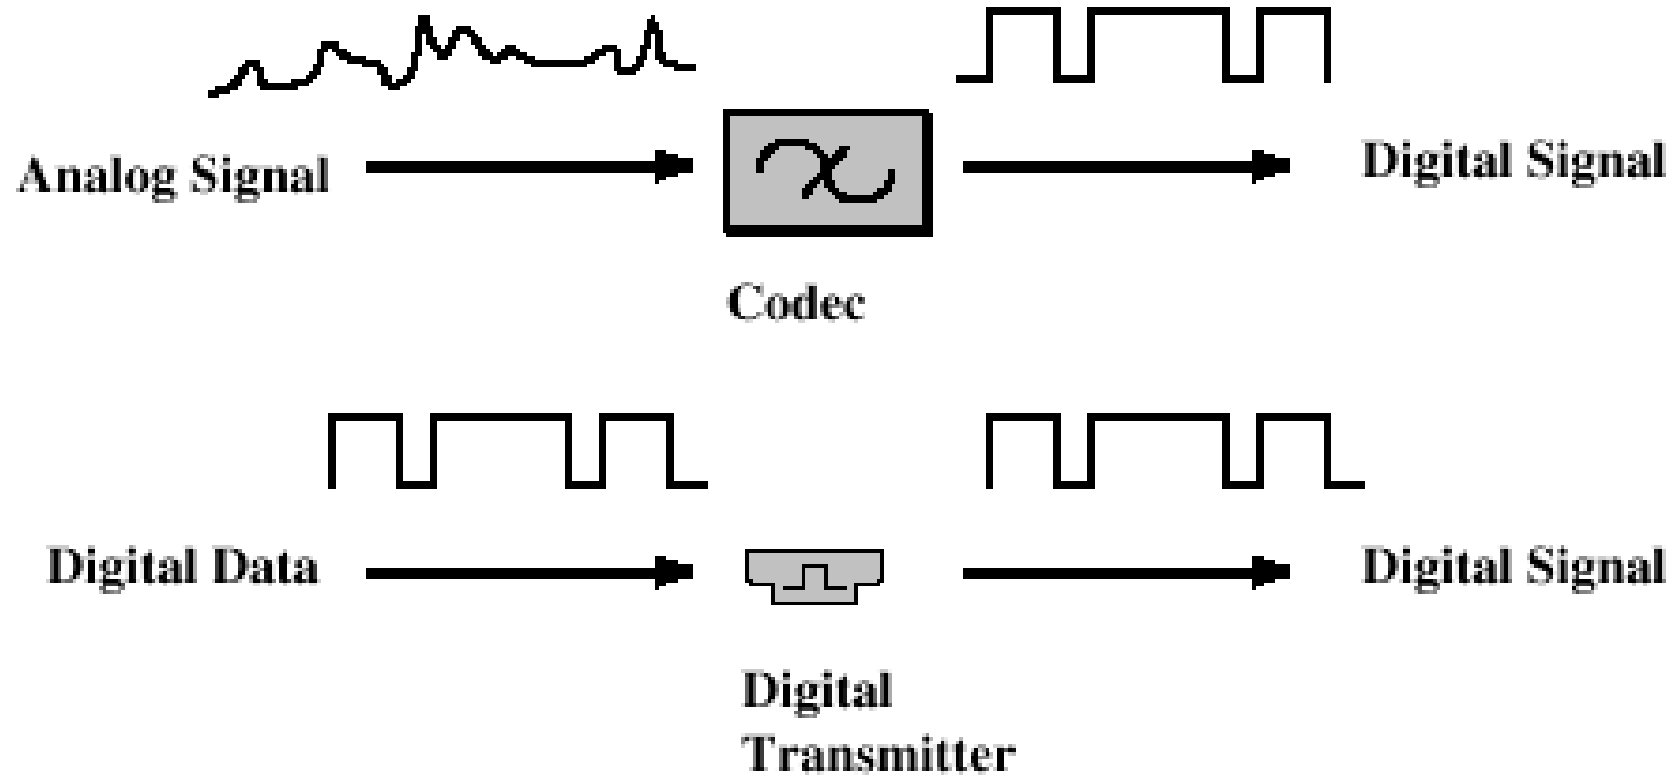 Analog Signal
Digital Signal
Codec
Digital Data
Digital Signal
Digital
Transmitter